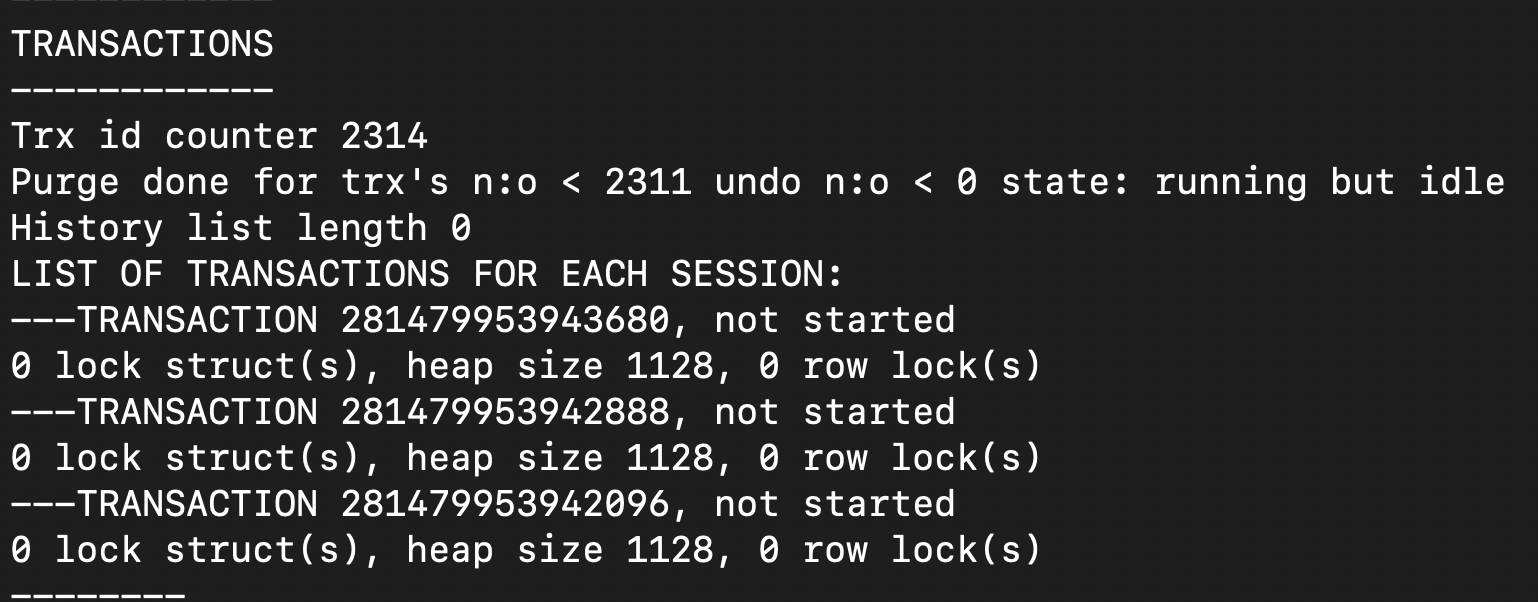 ------------
TRANSACTIONS
------------
Trx id counter 2314
Purge done for trx's n:o < 2311 undo n:o < 0 state: running but idle
History list length 0
LIST OF TRANSACTIONS FOR EACH SESSION:
---TRANSACTION 281479953943680, not started
0 lock struct(s), heap size 1128, 0 row lock(s)
---TRANSACTION 281479953942888, not started
0 lock struct(s), heap size 1128, 0 row lock(s)
---TRANSACTION 281479953942096, not started
0 lock struct(s), heap size 1128, 0 row lock(s)
--------